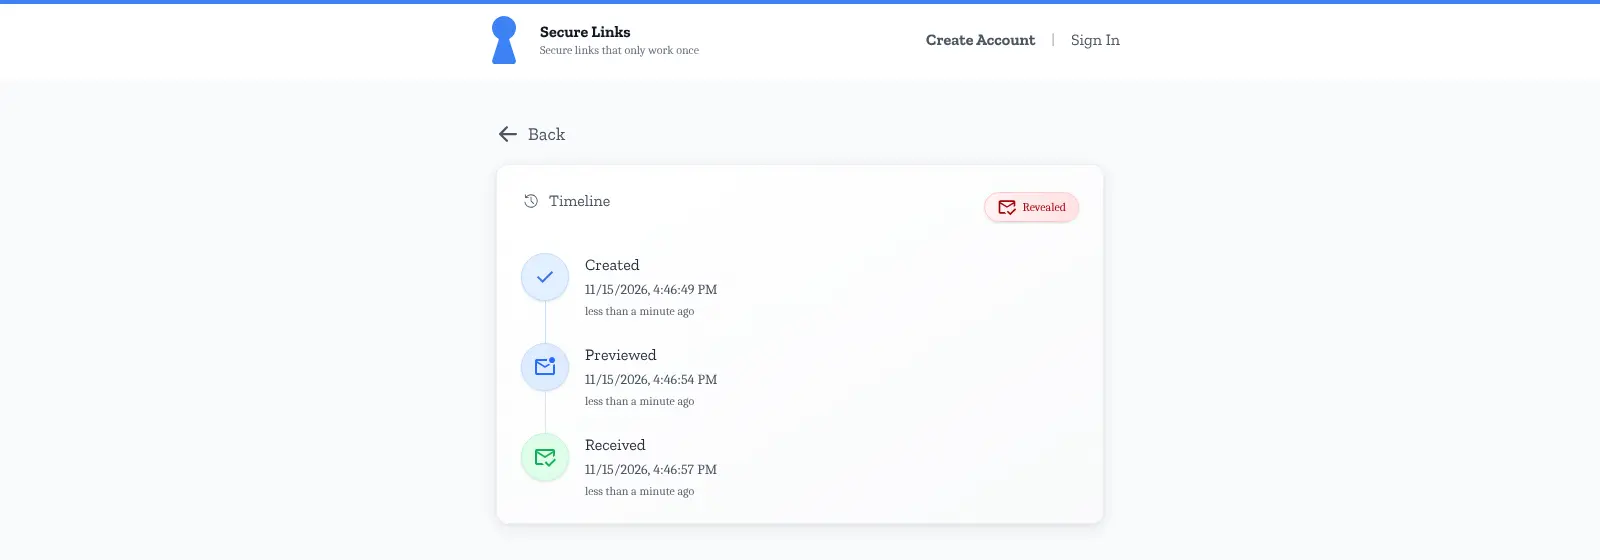 Secure Links
Secure links that only work once
Create Account | Sign In
Back
Timeline
Revealed
Created
11/15/2026, 4:46:49 PM
less than a minute ago
Previewed
11/15/2026, 4:46:54 PM
less than a minute ago
Received
11/15/2026, 4:46:57 PM
less than a minute ago